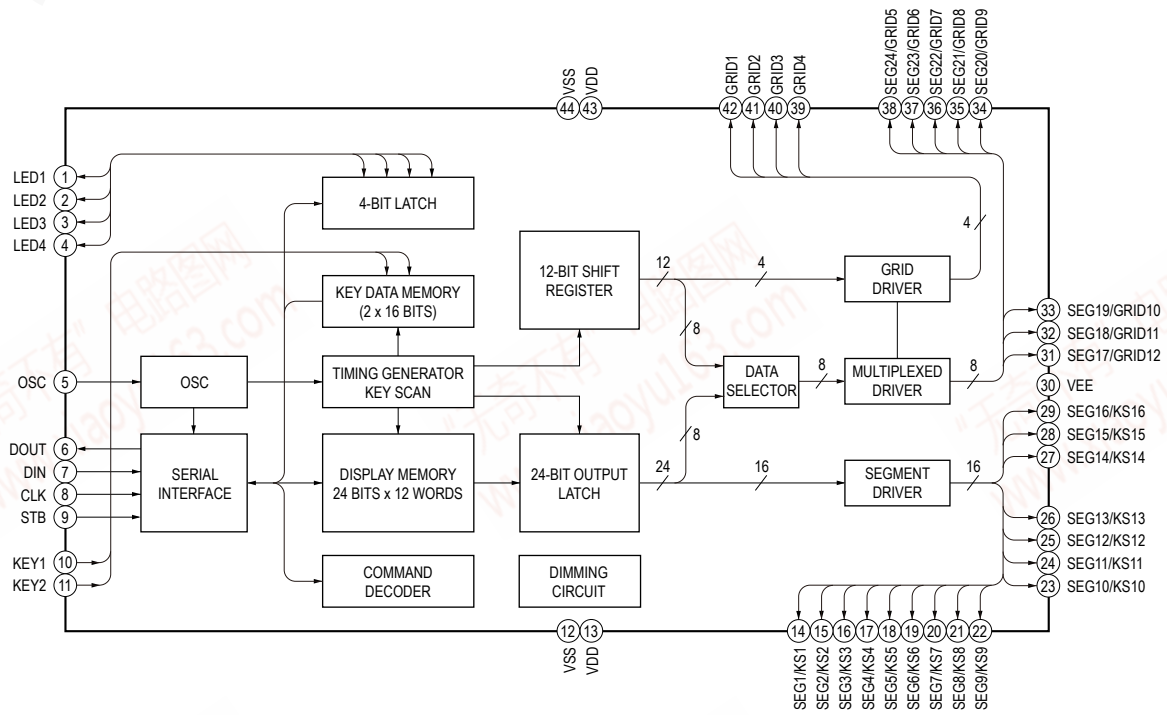 VSS
VDD
44
43
GRID1
GRID2
GRID3
GRID4
42
41
40
39
SEG24/GRID5
SEG23/GRID6
SEG22/GRID7
SEG21/GRID8
SEG20/GRID9
38
37
36
35
34
LED1 1
LED2 2
LED3 3
LED4 4
4-BIT LATCH
4
12-BIT SHIFT
REGISTER
12
4
8
GRID
DRIVER
KEY DATA MEMORY
(2 x 16 BITS)
33 SEG19/GRID10
32 SEG18/GRID11
31 SEG17/GRID12
30 VEE
OSC 5
OSC
TIMING GENERATOR
KEY SCAN
DATA
SELECTOR
8
MULTIPLEXED
DRIVER
8
29 SEG16/KS16
28 SEG15/KS15
27 SEG14/KS14
DOUT 6
DIN 7
CLK 8
STB 9
SERIAL
INTERFACE
DISPLAY MEMORY
24 BITS x 12 WORDS
24-BIT OUTPUT
LATCH
24
8
16
SEGMENT
DRIVER
16
26 SEG13/KS13
25 SEG12/KS12
24 SEG11/KS11
23 SEG10/KS10
KEY1 10
KEY2 11
COMMAND
DECODER
DIMMING
CIRCUIT
12
13
VSS
VDD
14
15
16
17
18
19
20
21
22
SEG1/KS1
SEG2/KS2
SEG3/KS3
SEG4/KS4
SEG5/KS5
SEG6/KS6
SEG7/KS7
SEG8/KS8
SEG9/KS9